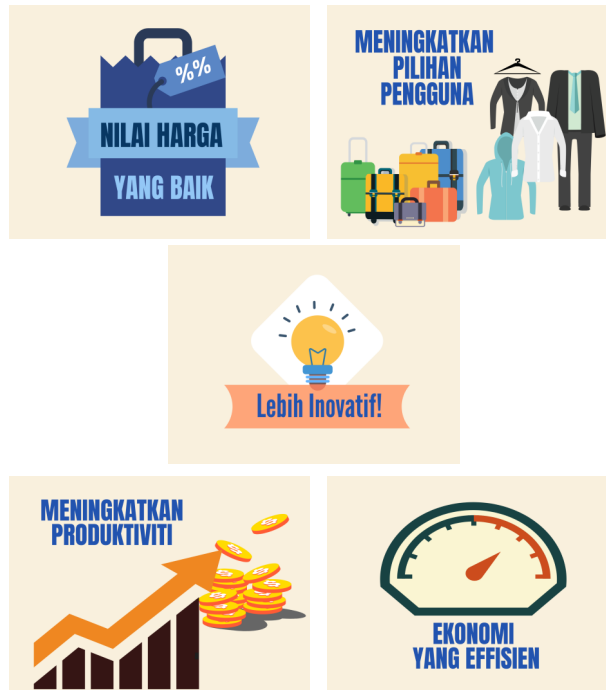 %%
NILAI HARGA
YANG BAIK
MENINGKATKAN
PILIHAN
PENGGUNA
Lebih Inovatif!
MENINGKATKAN
PRODUKTIVITI
EKONOMI
YANG EFFISIEN